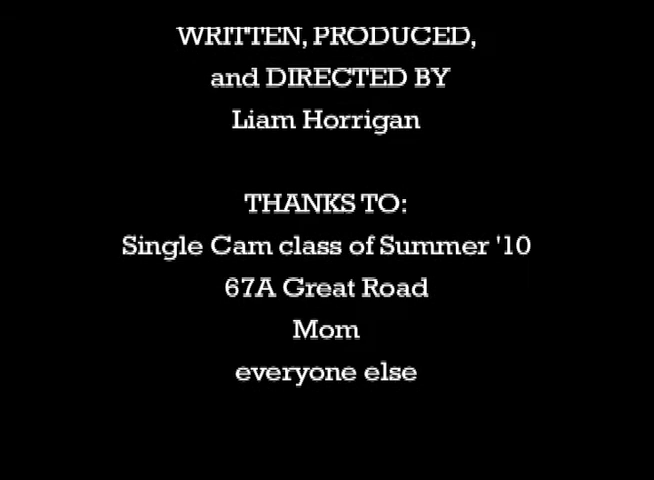 WRITTEN, PRODUCED,
and DIRECTED BY
Liam Horrigan
THANKS TO:
Single Cam class of Summer '10
67A Great Road
Mom
everyone else